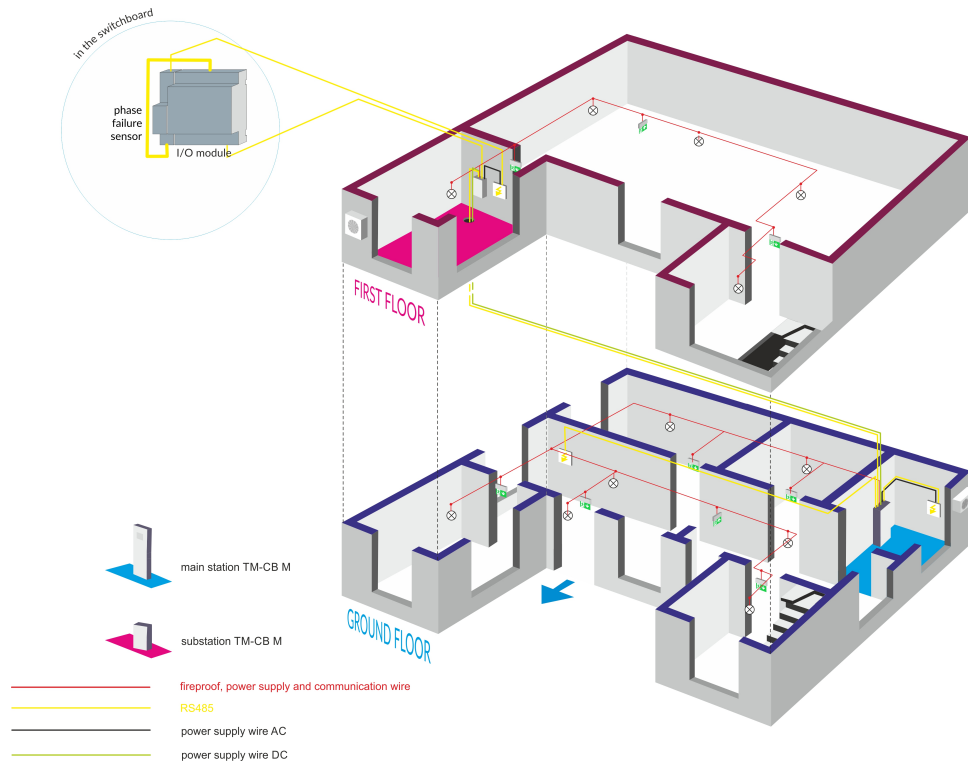 in the switchboard
phase
failure
sensor
I/O module
FIRST FLOOR
GROUND FLOOR
main station TM-CB M
substation TM-CB M
fireproof, power supply and communication wire
RS485
power supply wire AC
power supply wire DC